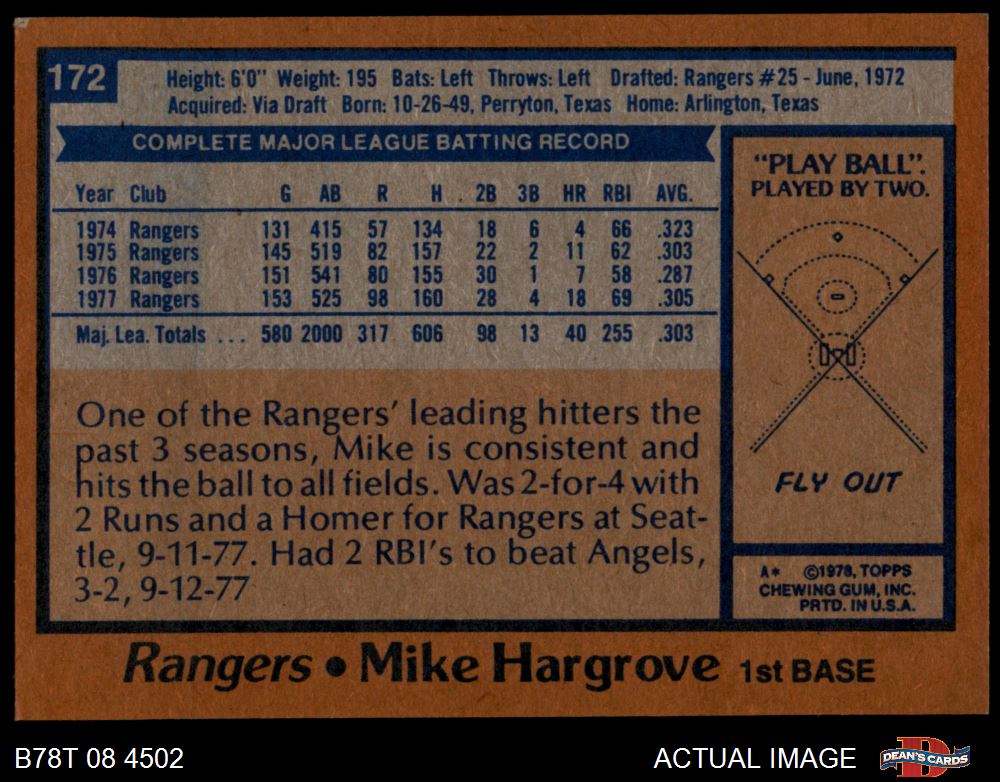 172
Height: 6'0" Weight: 195 Bats: Left Throws: Left Drafted: Rangers #25 - June, 1972
Acquired: Via Draft Born: 10-26-49, Perryton, Texas Home: Arlington, Texas
COMPLETE MAJOR LEAGUE BATTING RECORD
Year Club G AB R H 2B 3B HR RBI AVG.
1974 Rangers 131 415 57 134 18 6 4 66 .323
1975 Rangers 145 519 82 157 22 2 11 62 .303
1976 Rangers 151 541 80 155 30 1 7 58 .287
1977 Rangers 153 525 98 160 28 4 18 69 .305
Maj. Lea. Totals ... 580 2000 317 606 98 13 40 255 .303
One of the Rangers' leading hitters the
past 3 seasons, Mike is consistent and
hits the ball to all fields. Was 2-for-4 with
2 Runs and a Homer for Rangers at Seat-
tle, 9-11-77. Had 2 RBI's to beat Angels,
3-2, 9-12-77
"PLAY BALL".
PLAYED BY TWO.
FLY OUT
A* ©1978, TOPPS
CHEWING GUM, INC.
PRTD. IN U.S.A.
Rangers • Mike Hargrove 1st BASE
B78T 08 4502
ACTUAL IMAGE
D
DEAN'S CARDS